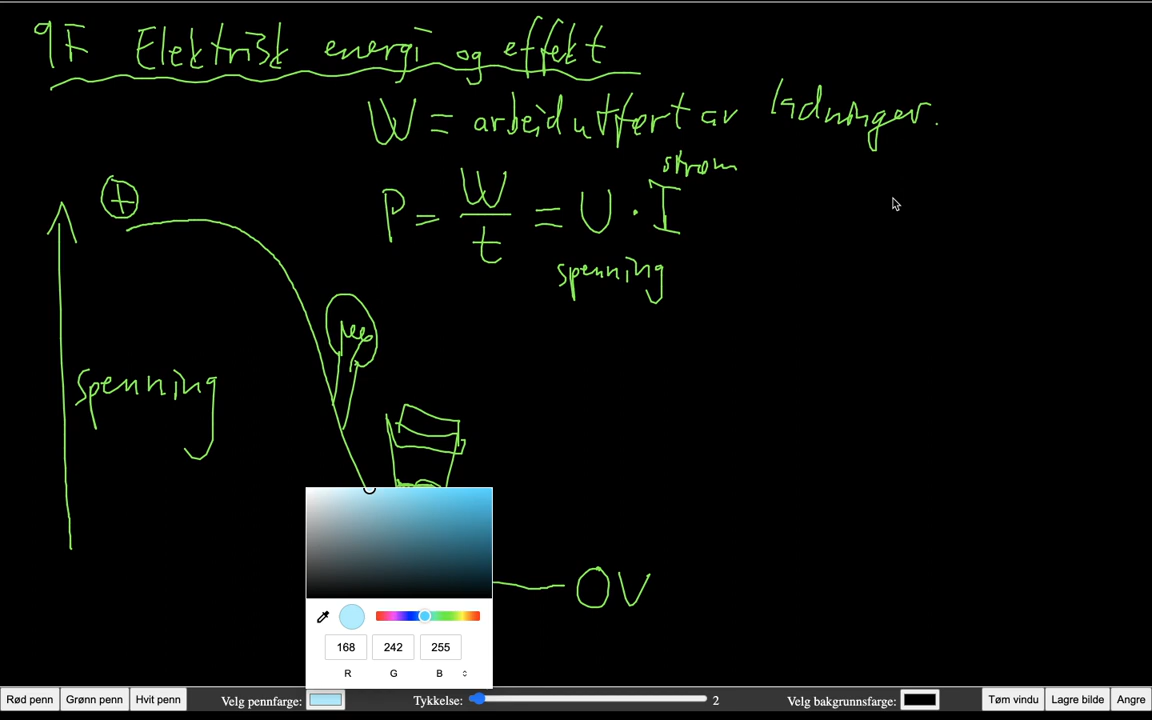 9F Elektrisk energi og effekt
W = arbeid utført av ladninger.
strøm
P = W/t = U · I
spenning
spenning
0 V
168 242 255
R G B
Rød penn Grønn penn Hvit penn Velg pennfarge: Tykkelse: 2 Velg bakgrunnsfarge: Tøm vindu Lagre bilde Angre